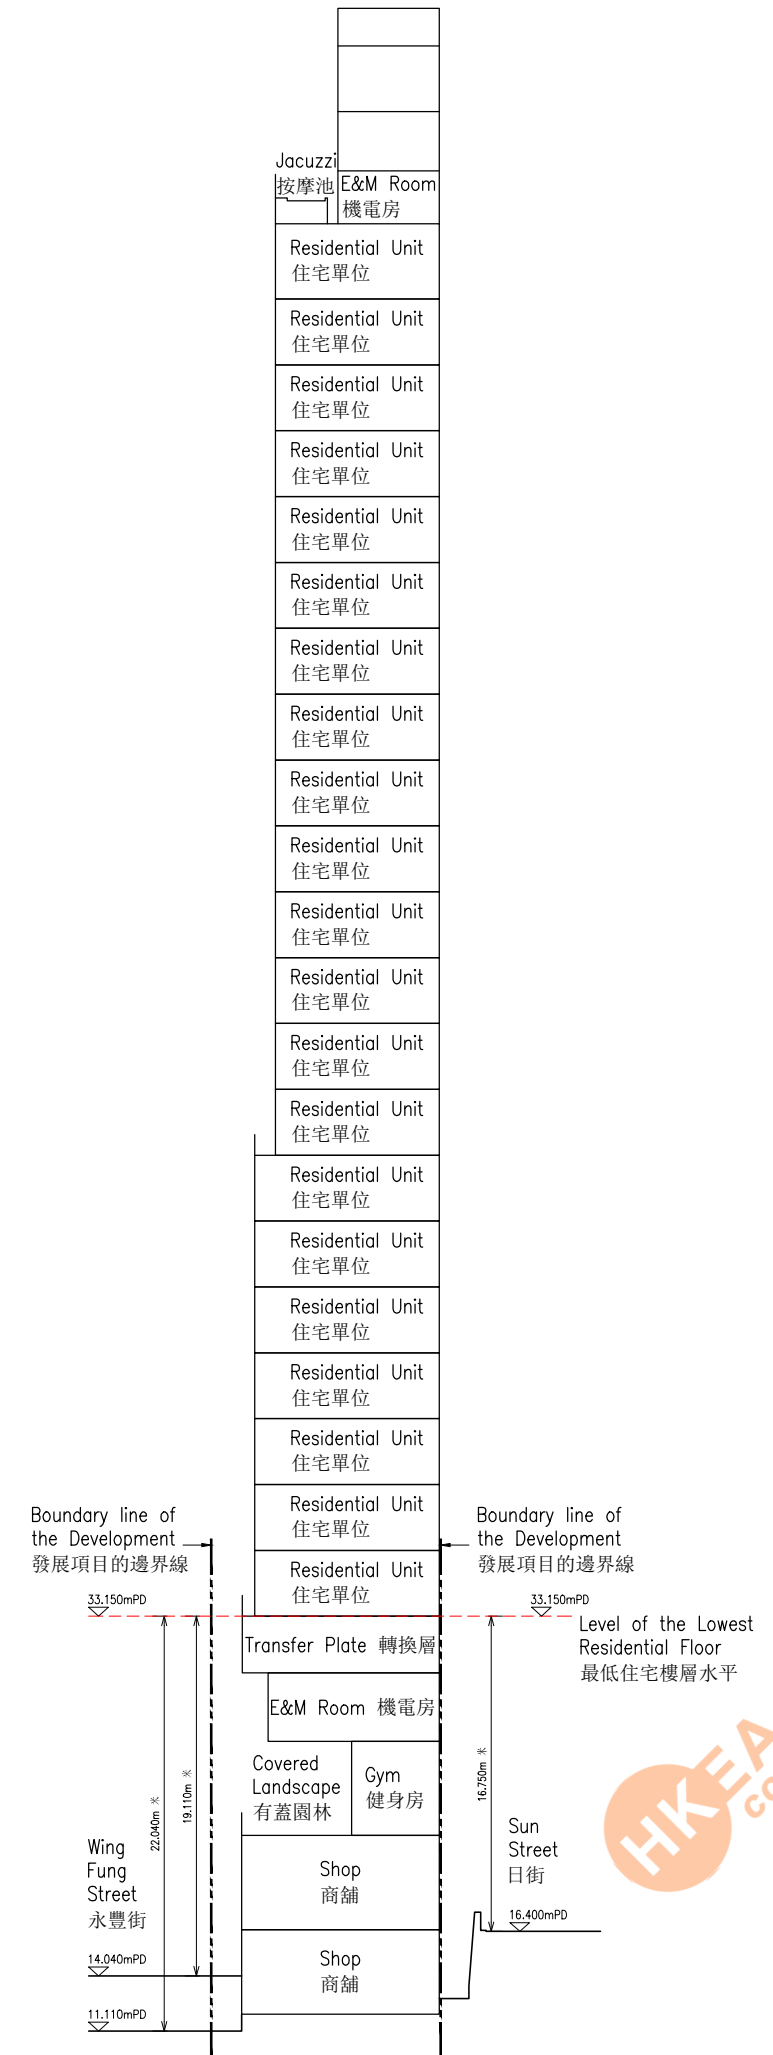 Jacuzzi
按摩池
E&M Room
機電房
Residential Unit
住宅單位
Residential Unit
住宅單位
Residential Unit
住宅單位
Residential Unit
住宅單位
Residential Unit
住宅單位
Residential Unit
住宅單位
Residential Unit
住宅單位
Residential Unit
住宅單位
Residential Unit
住宅單位
Residential Unit
住宅單位
Residential Unit
住宅單位
Residential Unit
住宅單位
Residential Unit
住宅單位
Residential Unit
住宅單位
Residential Unit
住宅單位
Residential Unit
住宅單位
Residential Unit
住宅單位
Residential Unit
住宅單位
Residential Unit
住宅單位
Residential Unit
住宅單位
Residential Unit
住宅單位
Boundary line of
the Development
發展項目的邊界線
Boundary line of
the Development
發展項目的邊界線
33.150mPD
33.150mPD
Level of the Lowest
Residential Floor
最低住宅樓層水平
Transfer Plate 轉換層
E&M Room 機電房
Covered
Landscape
有蓋園林
Gym
健身房
22.040m 米
19.110m 米
16.750m 米
Shop
商舖
Shop
商舖
Wing
Fung
Street
永豐街
14.040mPD
11.110mPD
Sun
Street
日街
16.400mPD
HKEA